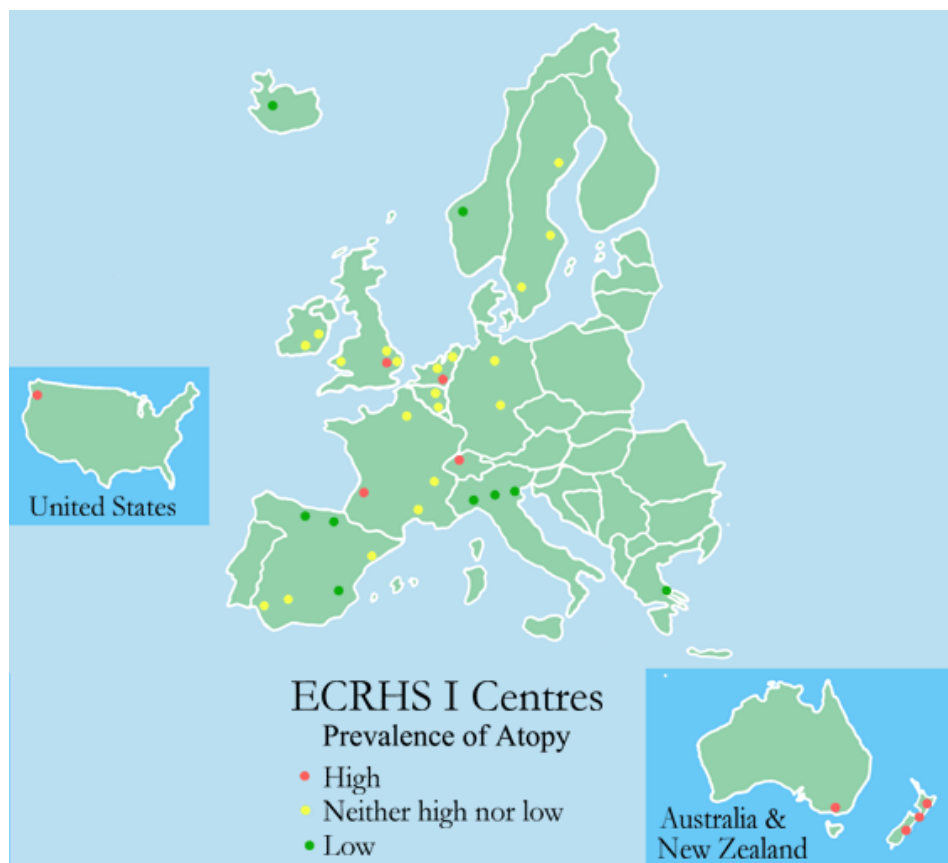 United States
ECRHS I Centres
Prevalence of Atopy
High
Neither high nor low
Low
Australia &
New Zealand